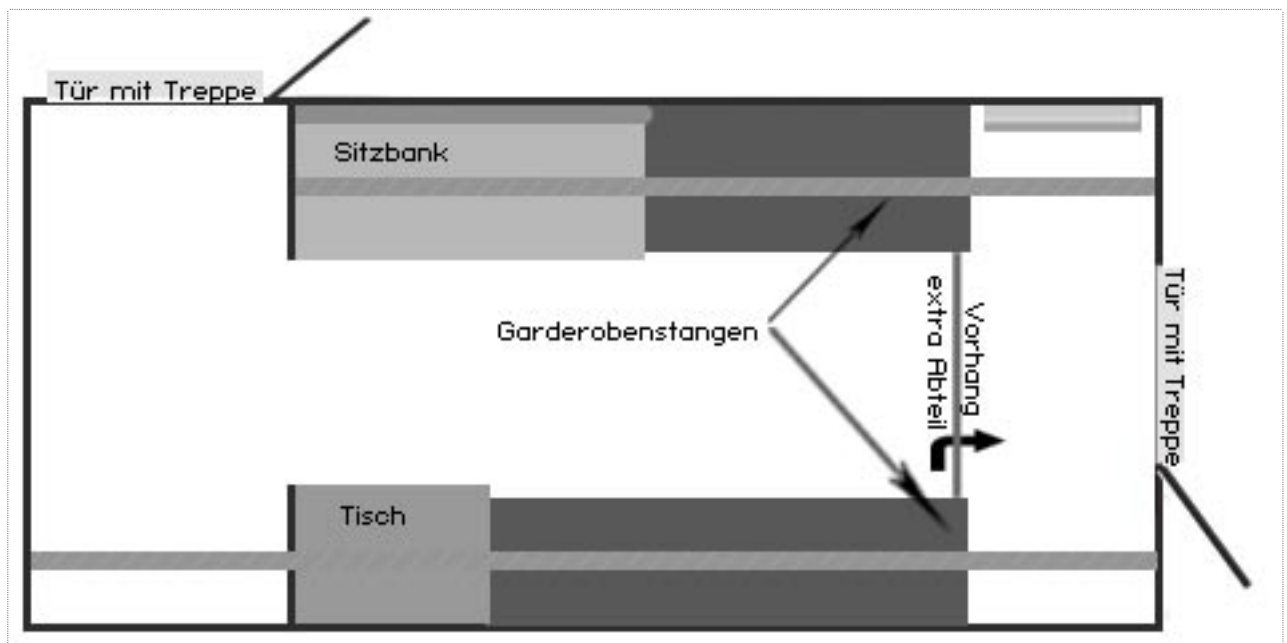 Tür mit Treppe
Sitzbank
Garderobenstangen
extra Abteil
Vorhang
Tür mit Treppe
Tisch